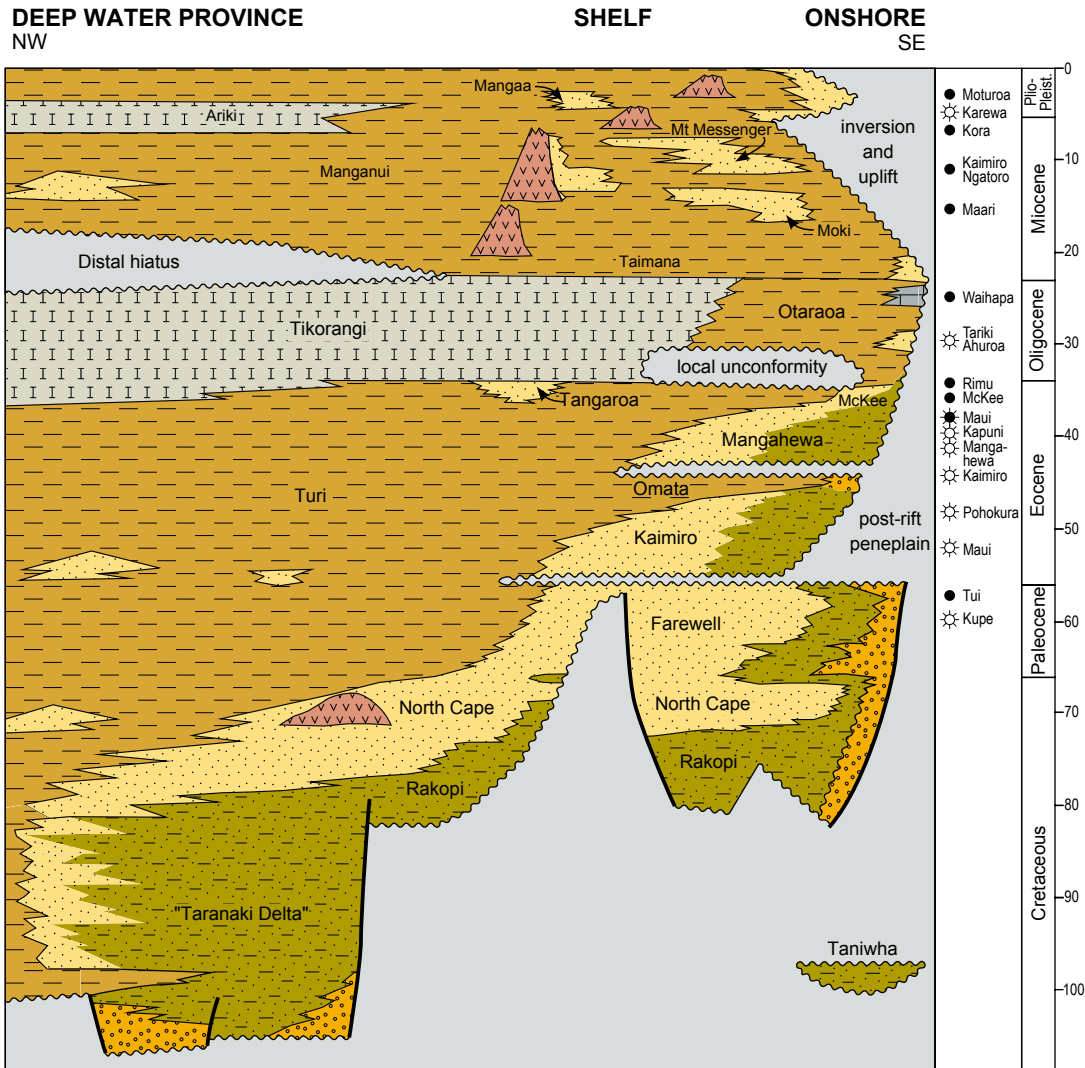 DEEP WATER PROVINCE
SHELF
ONSHORE
NW
SE
Mangaa
Ariki
Mt Messenger
inversion
and
uplift
Manganui
Moki
Distal hiatus
Taimana
Tikorangi
Otaraoa
local unconformity
Tangaroa
McKee
Mangahewa
Turi
Omata
Kaimiro
post-rift
peneplain
Farewell
North Cape
North Cape
Rakopi
Rakopi
"Taranaki Delta"
Taniwha
Moturoa
Karewa
Kora
Kaimiro
Ngatoro
Maari
Waihapa
Tariki
Ahuroa
Rimu
McKee
Maui
Kapuni
Manga-
hewa
Kaimiro
Pohokura
Maui
Tui
Kupe
Plio-
Pleist.
Miocene
Oligocene
Eocene
Paleocene
Cretaceous
0
10
20
30
40
50
60
70
80
90
100